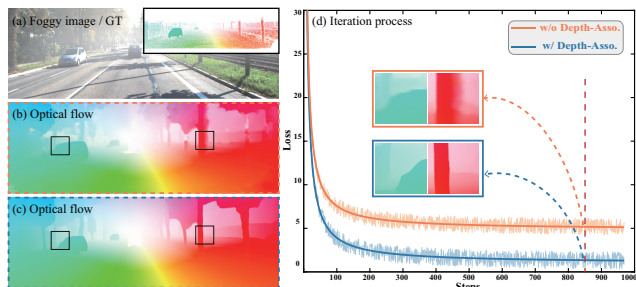 (a) Foggy image / GT
(b) Optical flow
(c) Optical flow
(d) Iteration process
w/o Depth-Asso.
w/ Depth-Asso.
Loss
30
25
20
15
10
5
0
100 200 300 400 500 600 700 800 900 1000
Steps